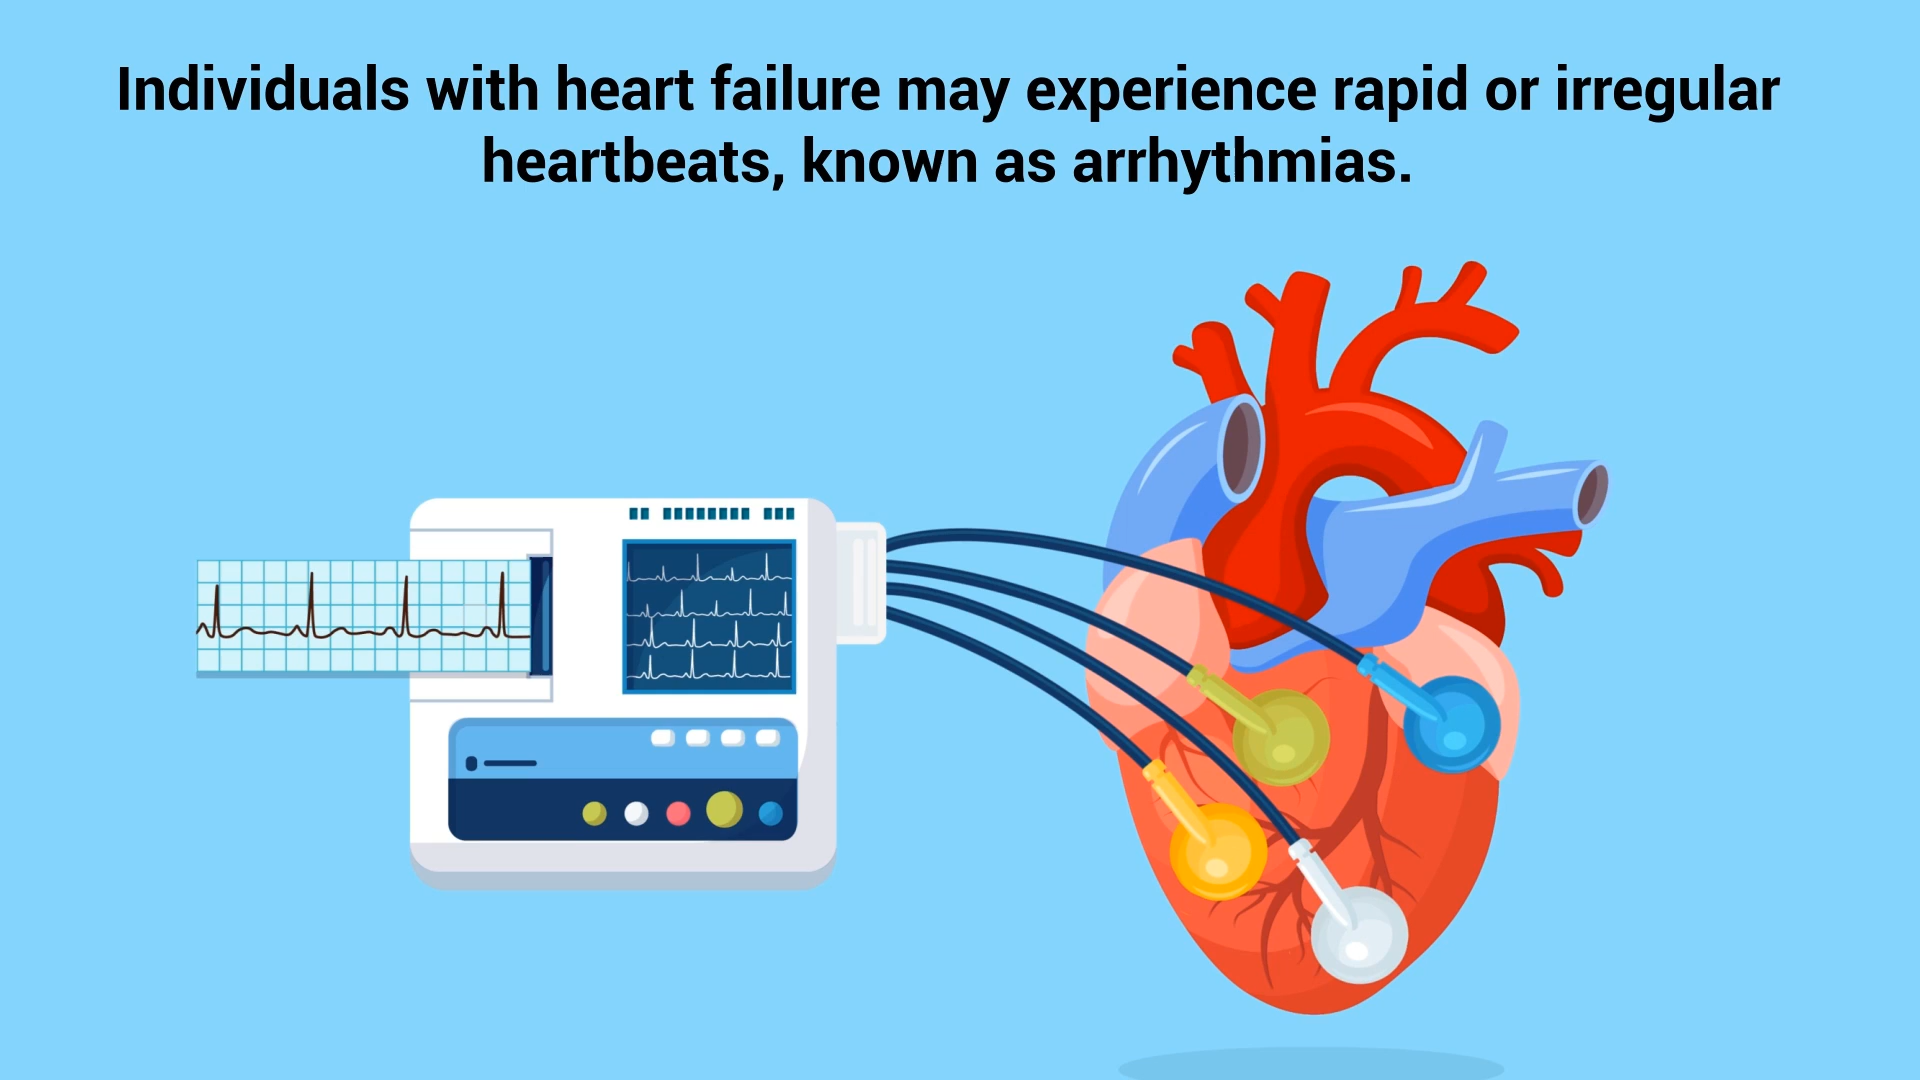 Individuals with heart failure may experience rapid or irregular
heartbeats, known as arrhythmias.